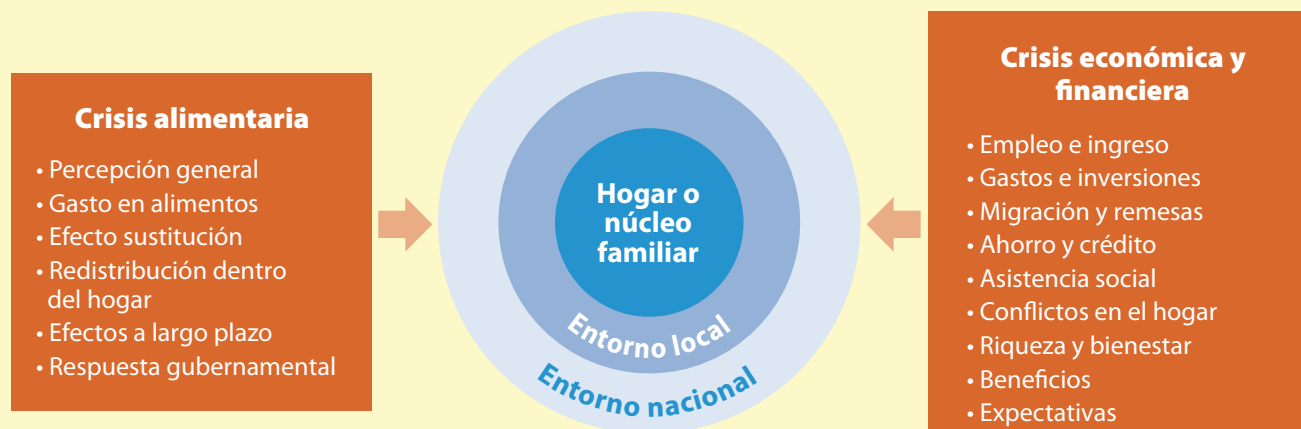 Crisis alimentaria
• Percepción general
• Gasto en alimentos
• Efecto sustitución
• Redistribución dentro
del hogar
• Efectos a largo plazo
• Respuesta gubernamental
Hogar o
núcleo
familiar
Entorno local
Entorno nacional
Crisis económica y
financiera
• Empleo e ingreso
• Gastos e inversiones
• Migración y remesas
• Ahorro y crédito
• Asistencia social
• Conflictos en el hogar
• Riqueza y bienestar
• Beneficios
• Expectativas